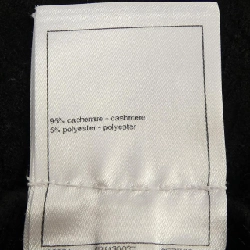 95% cachemire - cashmere
5% polyester - polyester